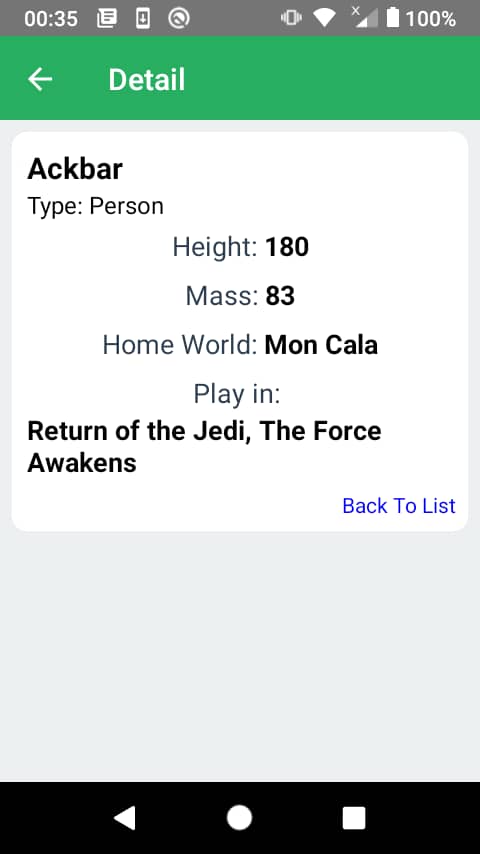 00:35 100%
Detail
Ackbar
Type: Person
Height: 180
Mass: 83
Home World: Mon Cala
Play in:
Return of the Jedi, The Force
Awakens
Back To List